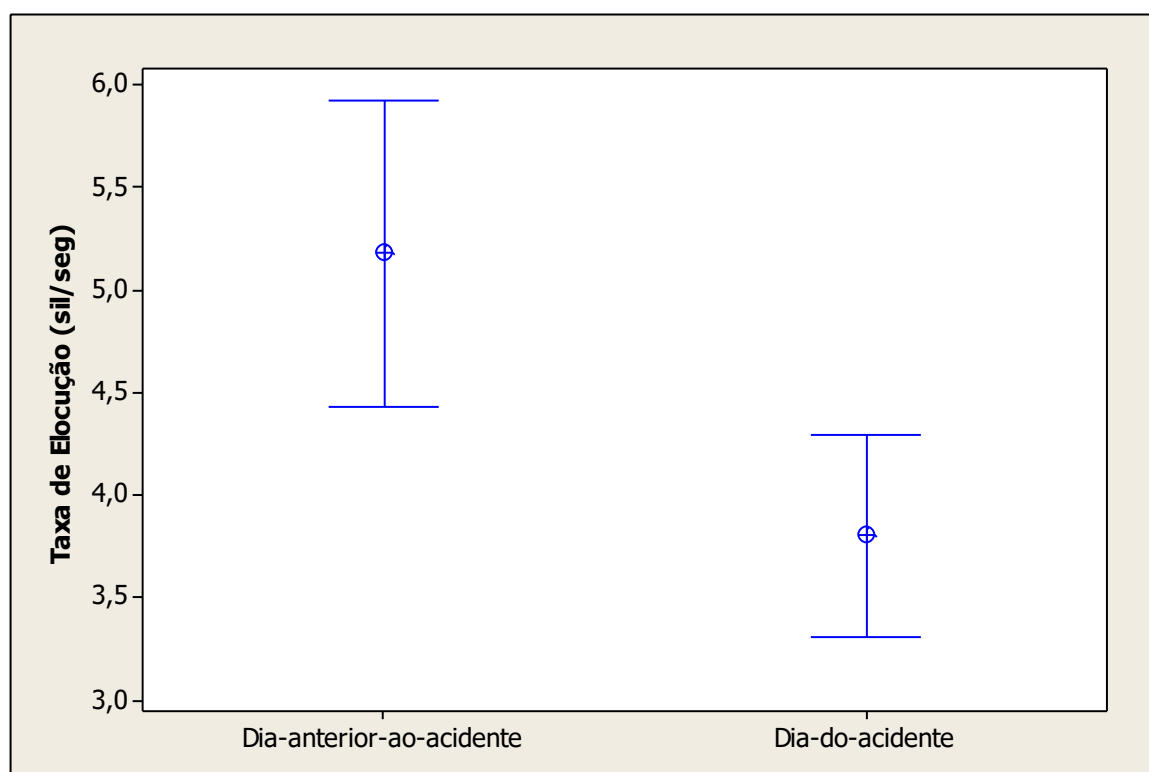 Taxa de Elocução (sil/seg)
6,0
5,5
5,0
4,5
4,0
3,5
3,0
Dia-anterior-ao-acidente
Dia-do-acidente